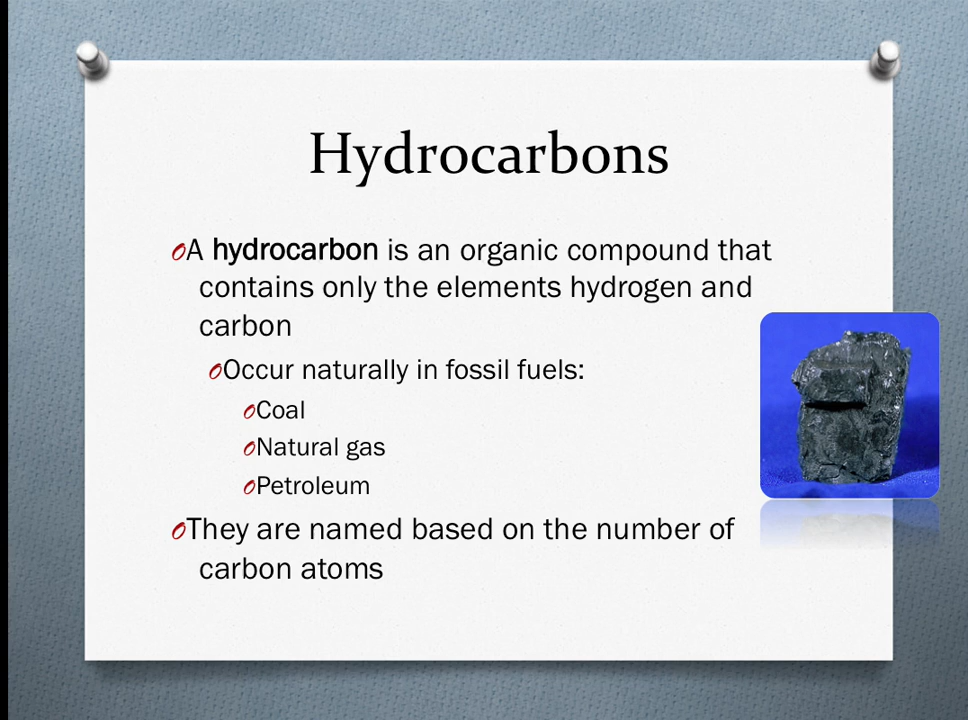 Hydrocarbons
A hydrocarbon is an organic compound that
contains only the elements hydrogen and
carbon
Occur naturally in fossil fuels:
Coal
Natural gas
Petroleum
They are named based on the number of
carbon atoms